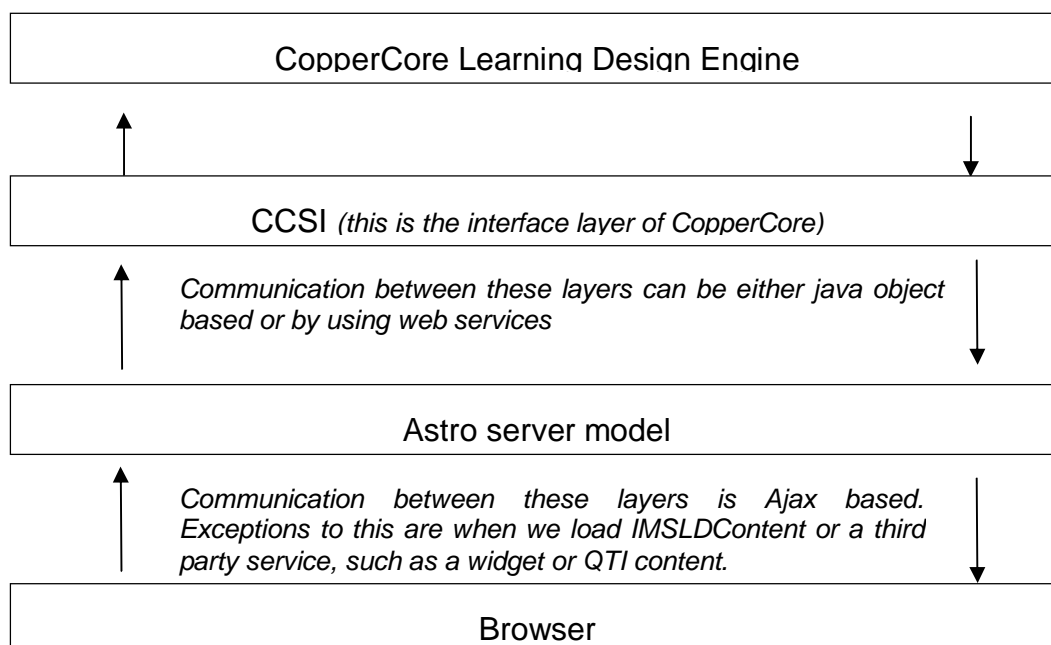 CopperCore Learning Design Engine
CCSI (this is the interface layer of CopperCore)
Communication between these layers can be either java object
based or by using web services
Astro server model
Communication between these layers is Ajax based.
Exceptions to this are when we load IMSLDContent or a third
party service, such as a widget or QTI content.
Browser